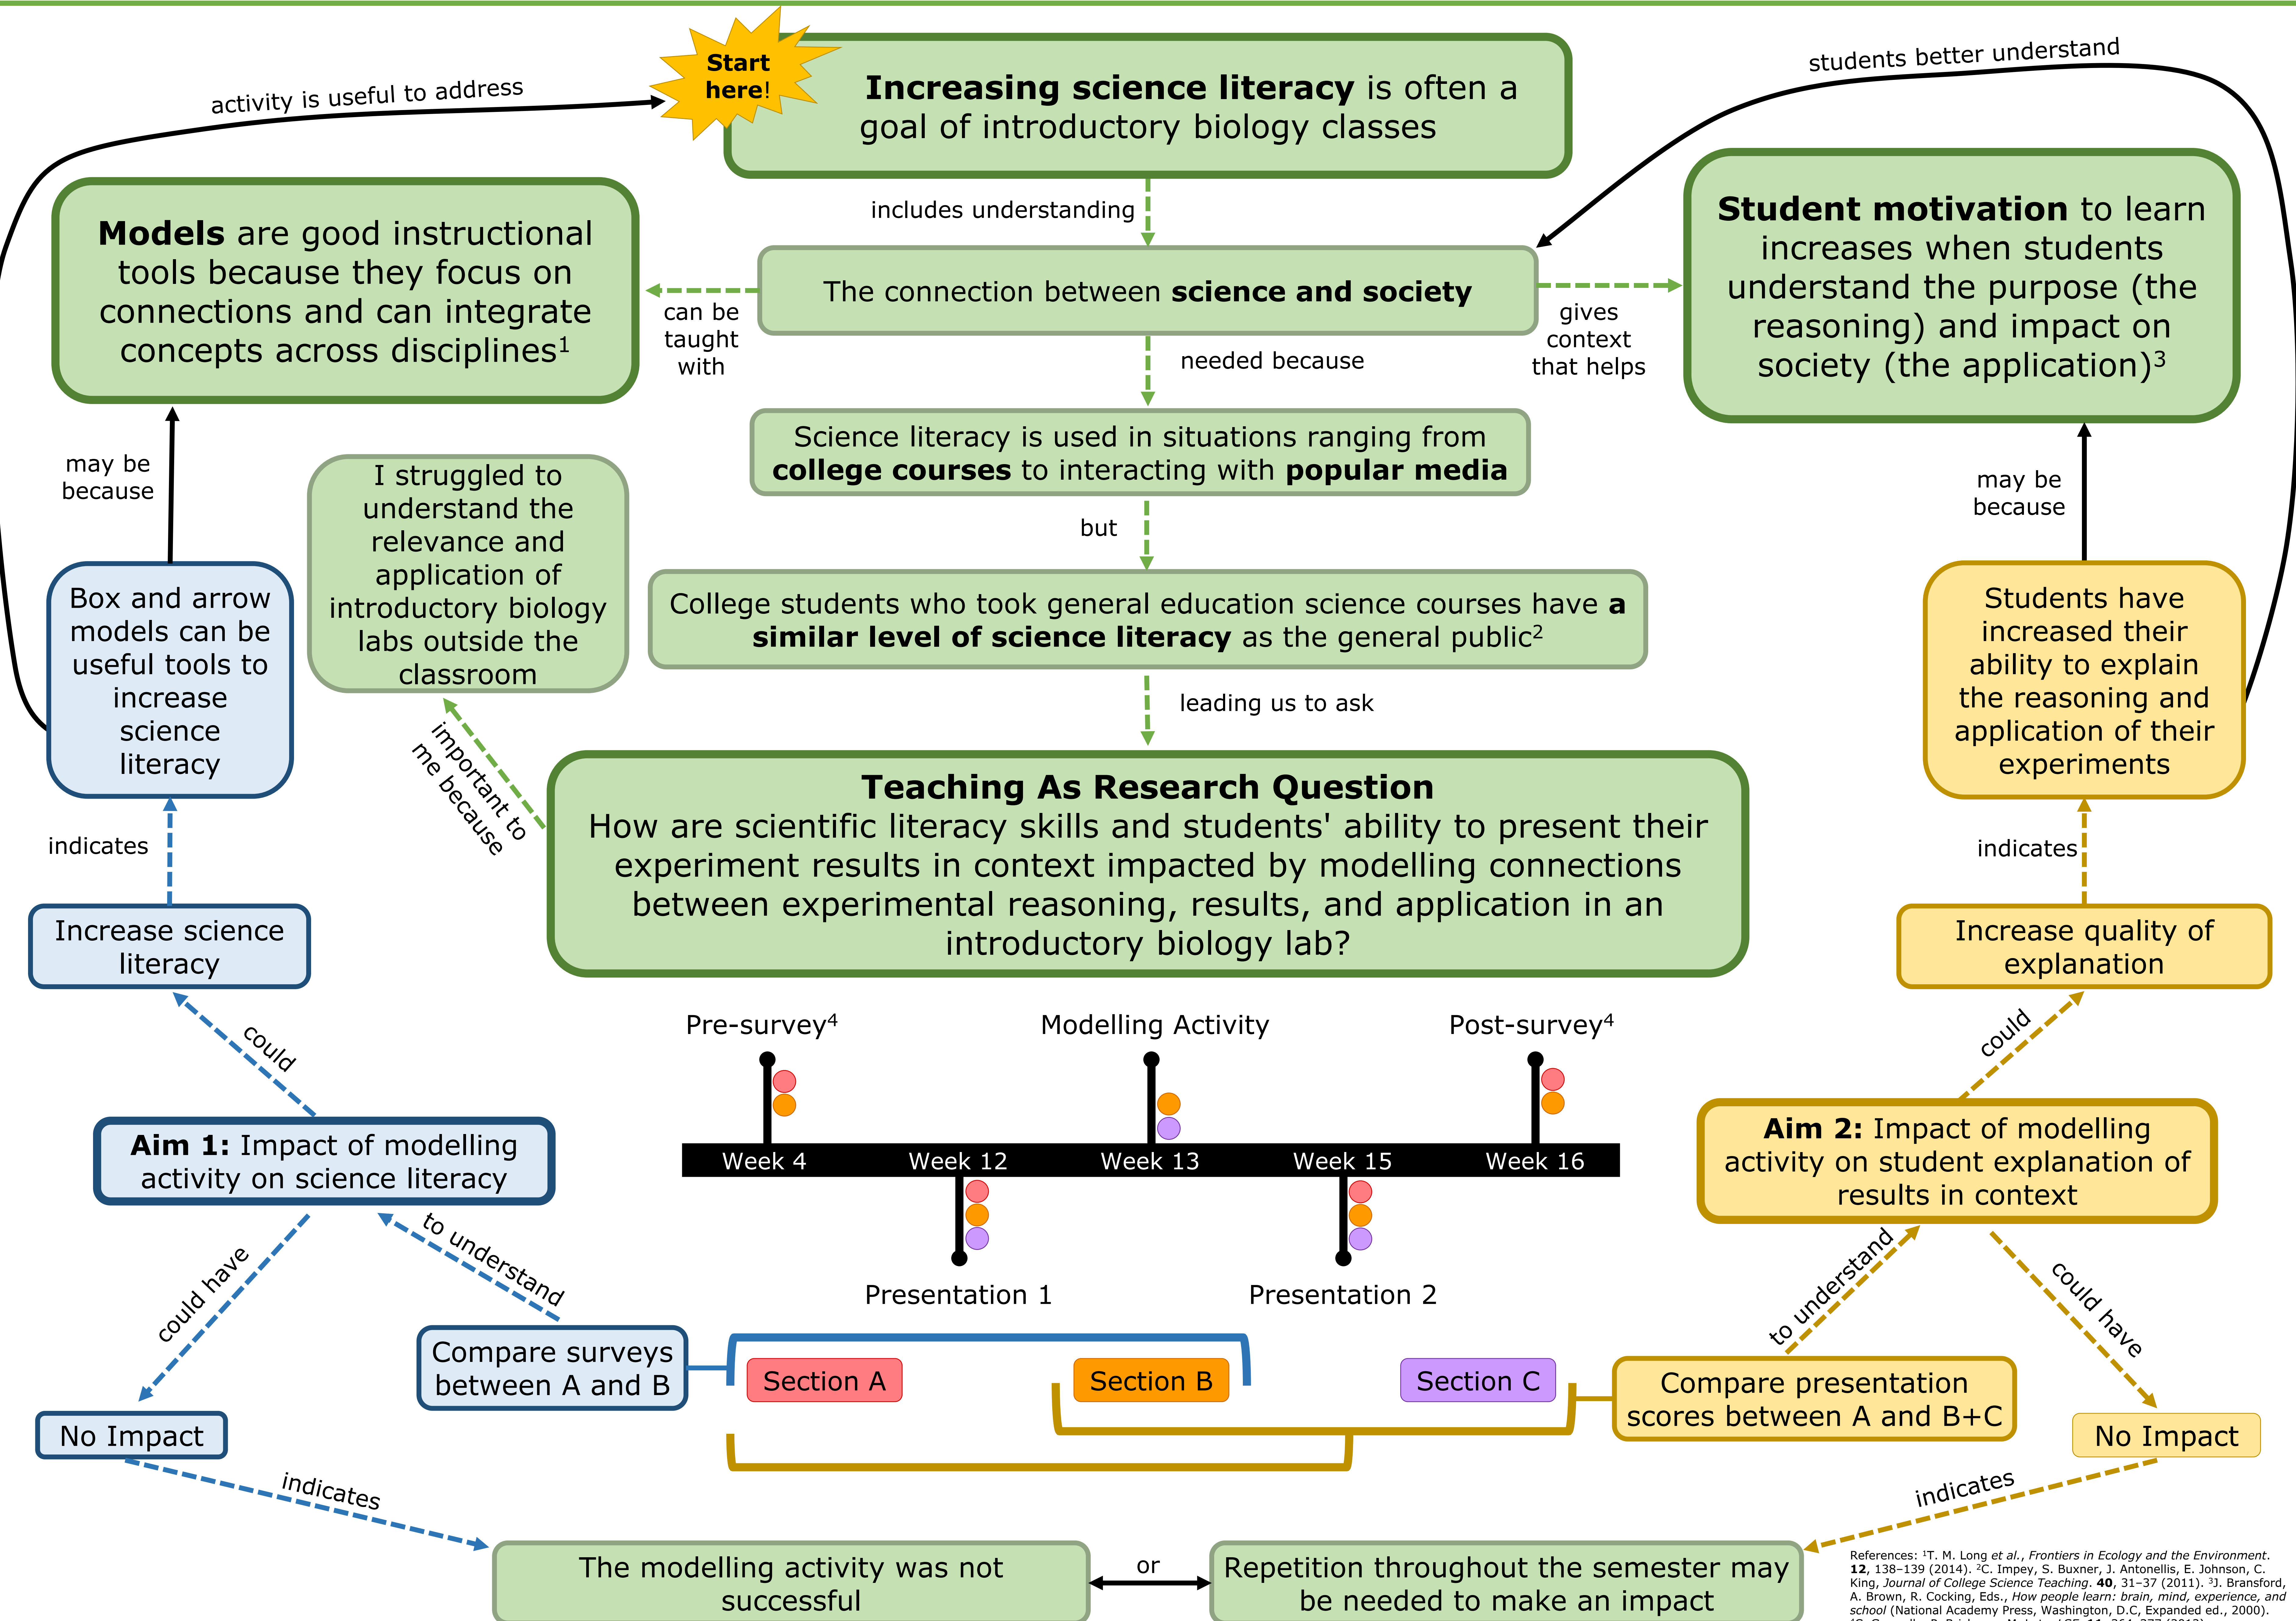 Start
here!
Increasing science literacy is often a
goal of introductory biology classes
activity is useful to address
students better understand
includes understanding
Models are good instructional
tools because they focus on
connections and can integrate
concepts across disciplines¹
can be
taught
with
The connection between science and society
gives
context
that helps
Student motivation to learn
increases when students
understand the purpose (the
reasoning) and impact on
society (the application)³
needed because
Science literacy is used in situations ranging from
college courses to interacting with popular media
may be
because
I struggled to
understand the
relevance and
application of
introductory biology
labs outside the
classroom
may be
because
but
College students who took general education science courses have a
similar level of science literacy as the general public²
Box and arrow
models can be
useful tools to
increase
science
literacy
Students have
increased their
ability to explain
the reasoning and
application of their
experiments
leading us to ask
important to
me because
Teaching As Research Question
How are scientific literacy skills and students' ability to present their
experiment results in context impacted by modelling connections
between experimental reasoning, results, and application in an
introductory biology lab?
indicates
indicates
Increase science
literacy
Increase quality of
explanation
could
could
Pre-survey⁴
Modelling Activity
Post-survey⁴
Week 4
Week 12
Week 13
Week 15
Week 16
Presentation 1
Presentation 2
Aim 1: Impact of modelling
activity on science literacy
Aim 2: Impact of modelling
activity on student explanation of
results in context
could have
to understand
to understand
could have
Compare surveys
between A and B
Section A
Section B
Section C
Compare presentation
scores between A and B+C
No Impact
No Impact
indicates
indicates
The modelling activity was not
successful
or
Repetition throughout the semester may
be needed to make an impact
References: ¹T. M. Long et al., Frontiers in Ecology and the Environment.
12, 138–139 (2014). ²C. Impey, S. Buxner, J. Antonellis, E. Johnson, C.
King, Journal of College Science Teaching. 40, 31–37 (2011). ³J. Bransford,
A. Brown, R. Cocking, Eds., How people learn: brain, mind, experience, and
school (National Academy Press, Washington, D.C, Expanded ed., 2000).